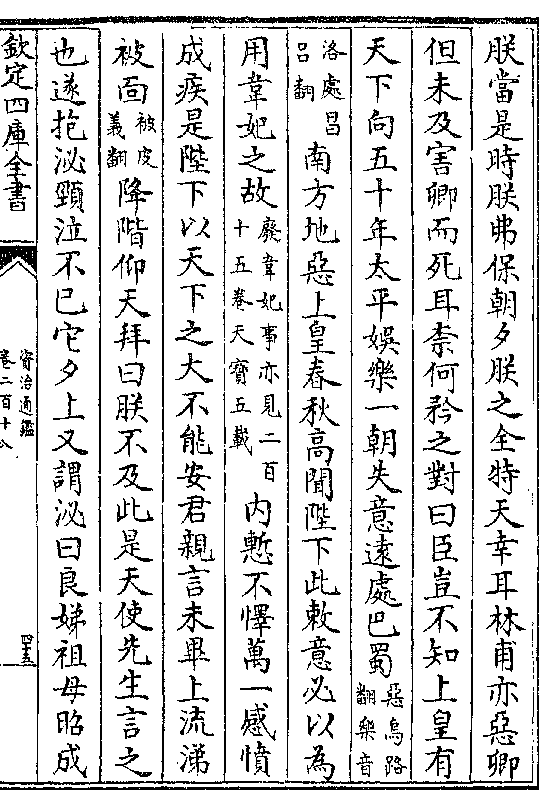 朕當是時朕弗保朝夕朕之全特天幸耳林甫亦惡卿
但未及害卿而死耳柰何矜之對曰臣豈不知上皇有
天下向五十年太平娛樂一朝失意遠處巴蜀惡烏路翻樂音
洛處昌呂翻南方地惡上皇春秋高聞陛下此敕意必以為
用韋妃之故廢韋妃事亦見二百十五卷天寶五載內慙不懌萬一感憤
成疾是陛下以天下之大不能安君親言未畢上流涕
被面被皮義翻降階仰天拜曰朕不及此是天使先生言之
也遂抱泌頸泣不已它夕上又謂泌曰良娣祖母昭成
欽定四庫全書
資治通鑑
卷二百十八
四十五